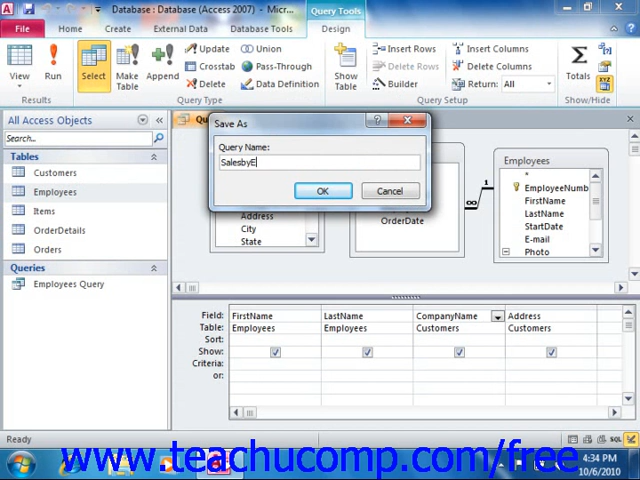 Database : Database (Access 2007) - Micr...
Query Tools
File
Home
Create
External Data
Database Tools
Design
View
Run
Select
Make Table
Append
Update
Crosstab
Delete
Union
Pass-Through
Data Definition
Show Table
Insert Rows
Delete Rows
Builder
Insert Columns
Delete Columns
Return: All
Totals
XYZ
Results
Query Type
Query Setup
Show/Hide
All Access Objects
Search...
Tables
Customers
Employees
Items
OrderDetails
Orders
Queries
Employees Query
Save As
Query Name:
SalesbyE
OK
Cancel
Address
City
State
OrderDate
1
Employees
*
EmployeeNumb
FirstName
LastName
StartDate
E-mail
Photo
Field: FirstName LastName CompanyName Address
Table: Employees Employees Customers Customers
Sort:
Show:
Criteria:
or:
Ready
SQL
www.teachucomp.com/free
4:34 PM
10/6/2010